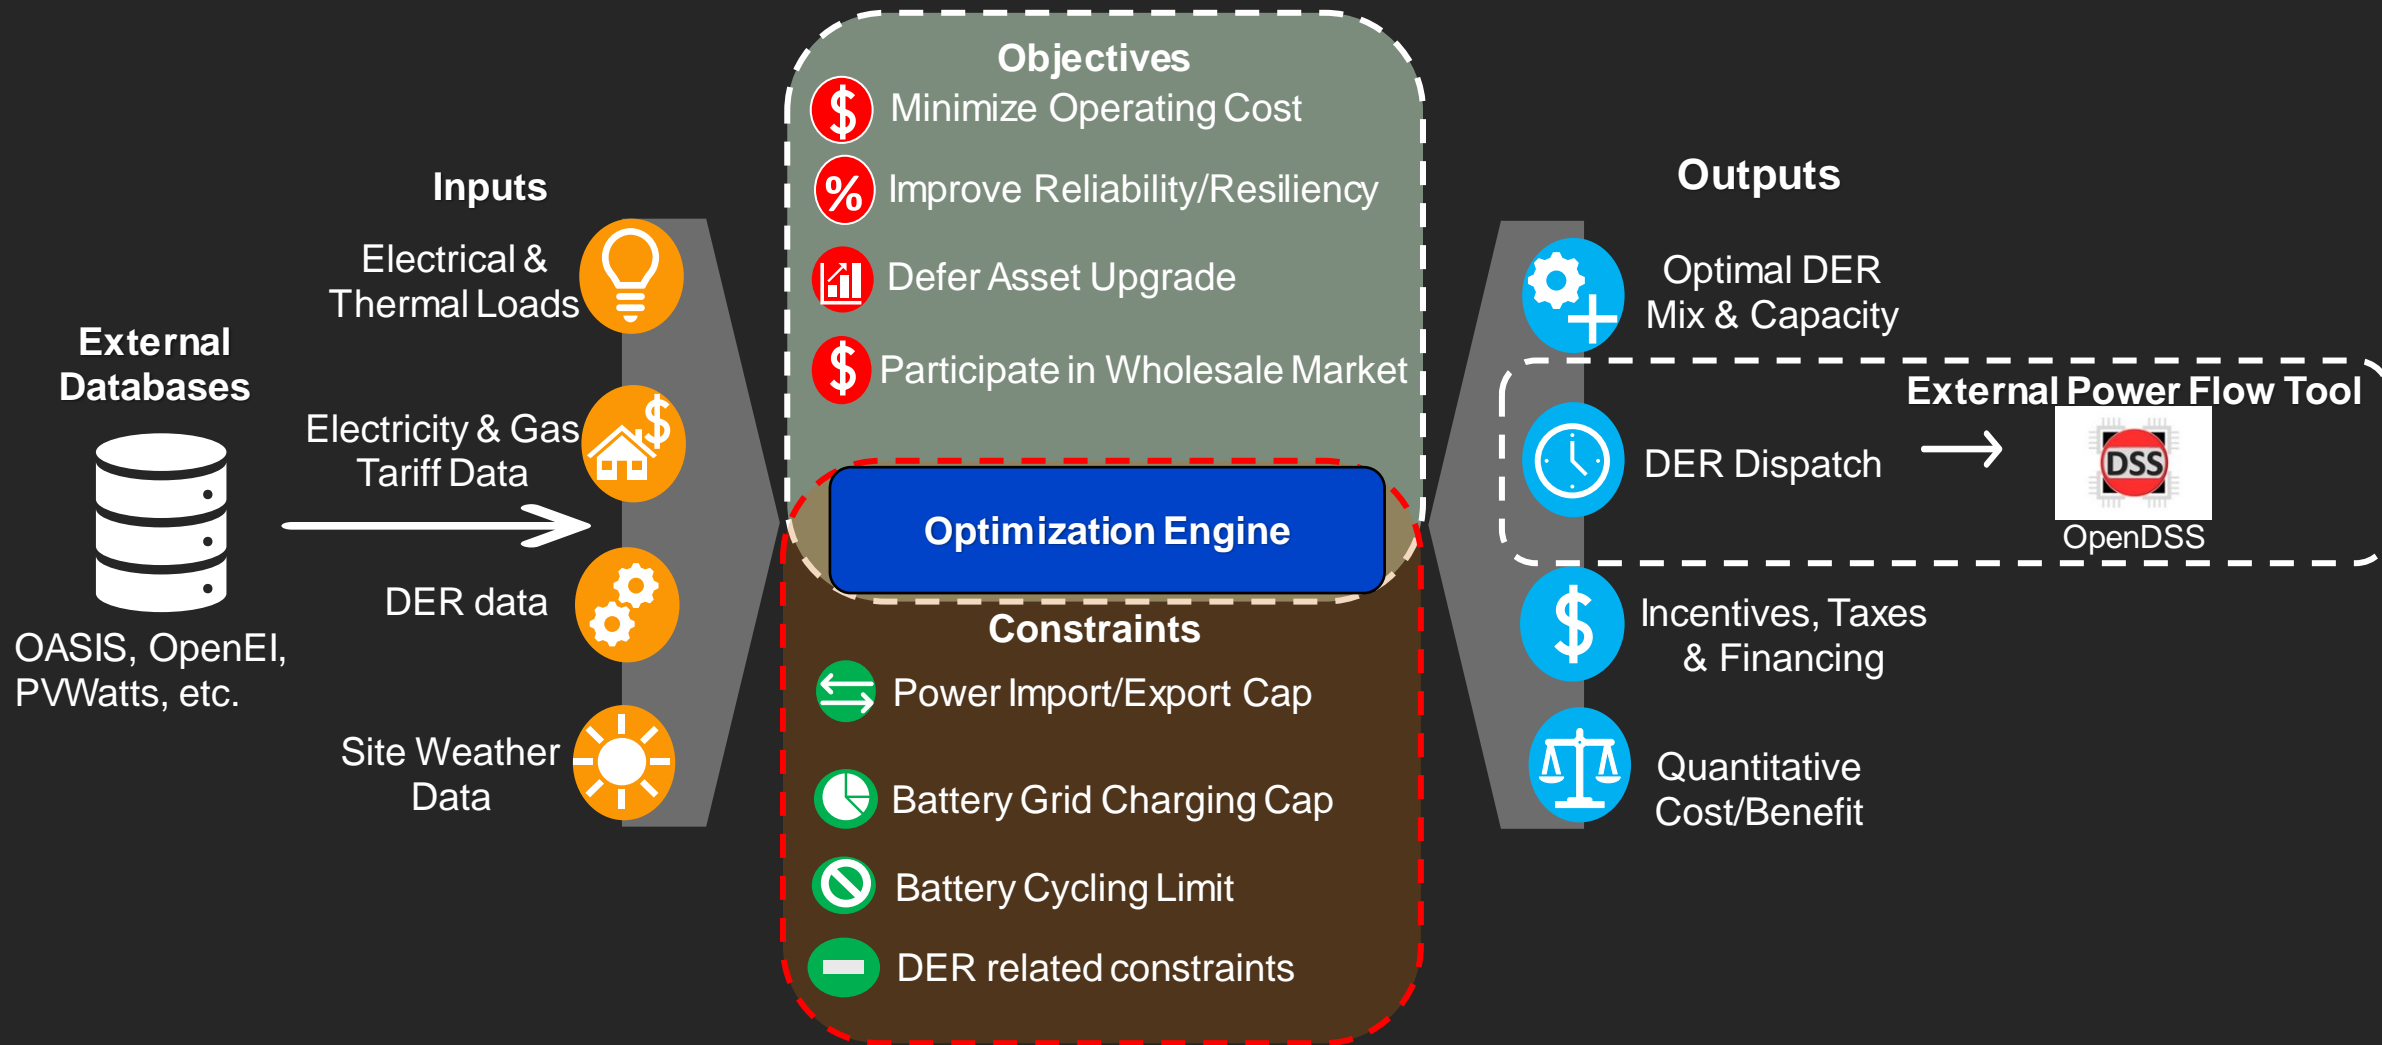 External
Databases
OASIS, OpenEI,
PVWatts, etc.
Inputs
Electrical &
Thermal Loads
Electricity & Gas
Tariff Data
DER data
Site Weather
Data
Objectives
Minimize Operating Cost
Improve Reliability/Resiliency
Defer Asset Upgrade
Participate in Wholesale Market
Optimization Engine
Constraints
Power Import/Export Cap
Battery Grid Charging Cap
Battery Cycling Limit
DER related constraints
Outputs
Optimal DER
Mix & Capacity
External Power Flow Tool
DER Dispatch
DSS
OpenDSS
Incentives, Taxes
& Financing
Quantitative
Cost/Benefit